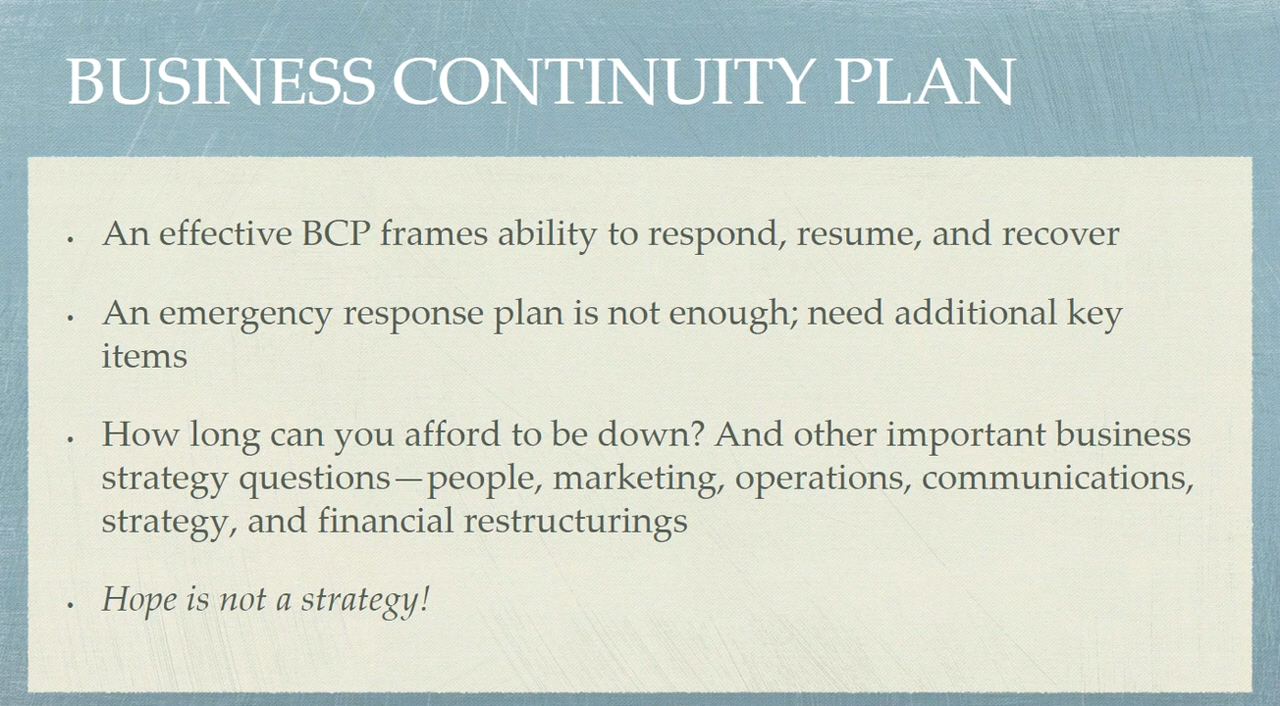 BUSINESS CONTINUITY PLAN
• An effective BCP frames ability to respond, resume, and recover
• An emergency response plan is not enough; need additional key
items
• How long can you afford to be down? And other important business
strategy questions—people, marketing, operations, communications,
strategy, and financial restructurings
• Hope is not a strategy!